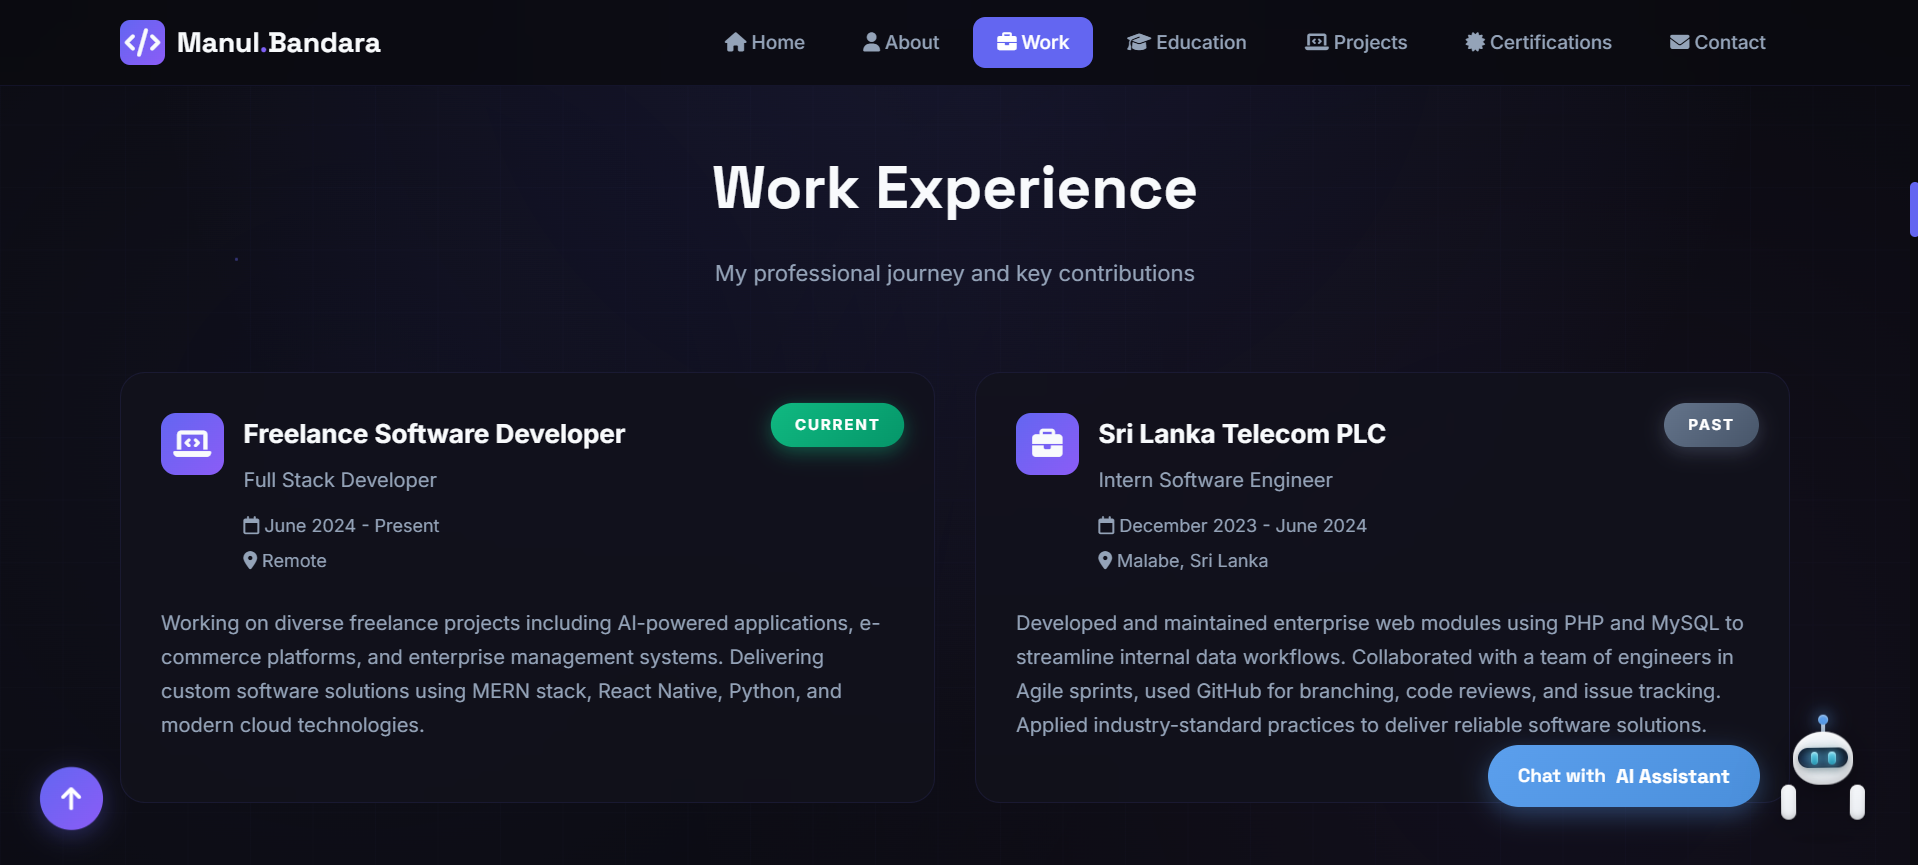 Manul.Bandara
Home
About
Work
Education
Projects
Certifications
Contact
Work Experience
My professional journey and key contributions
Freelance Software Developer
CURRENT
Full Stack Developer
June 2024 - Present
Remote
Working on diverse freelance projects including AI-powered applications, e-
commerce platforms, and enterprise management systems. Delivering
custom software solutions using MERN stack, React Native, Python, and
modern cloud technologies.
Sri Lanka Telecom PLC
PAST
Intern Software Engineer
December 2023 - June 2024
Malabe, Sri Lanka
Developed and maintained enterprise web modules using PHP and MySQL to
streamline internal data workflows. Collaborated with a team of engineers in
Agile sprints, used GitHub for branching, code reviews, and issue tracking.
Applied industry-standard practices to deliver reliable software solutions.
Chat with AI Assistant